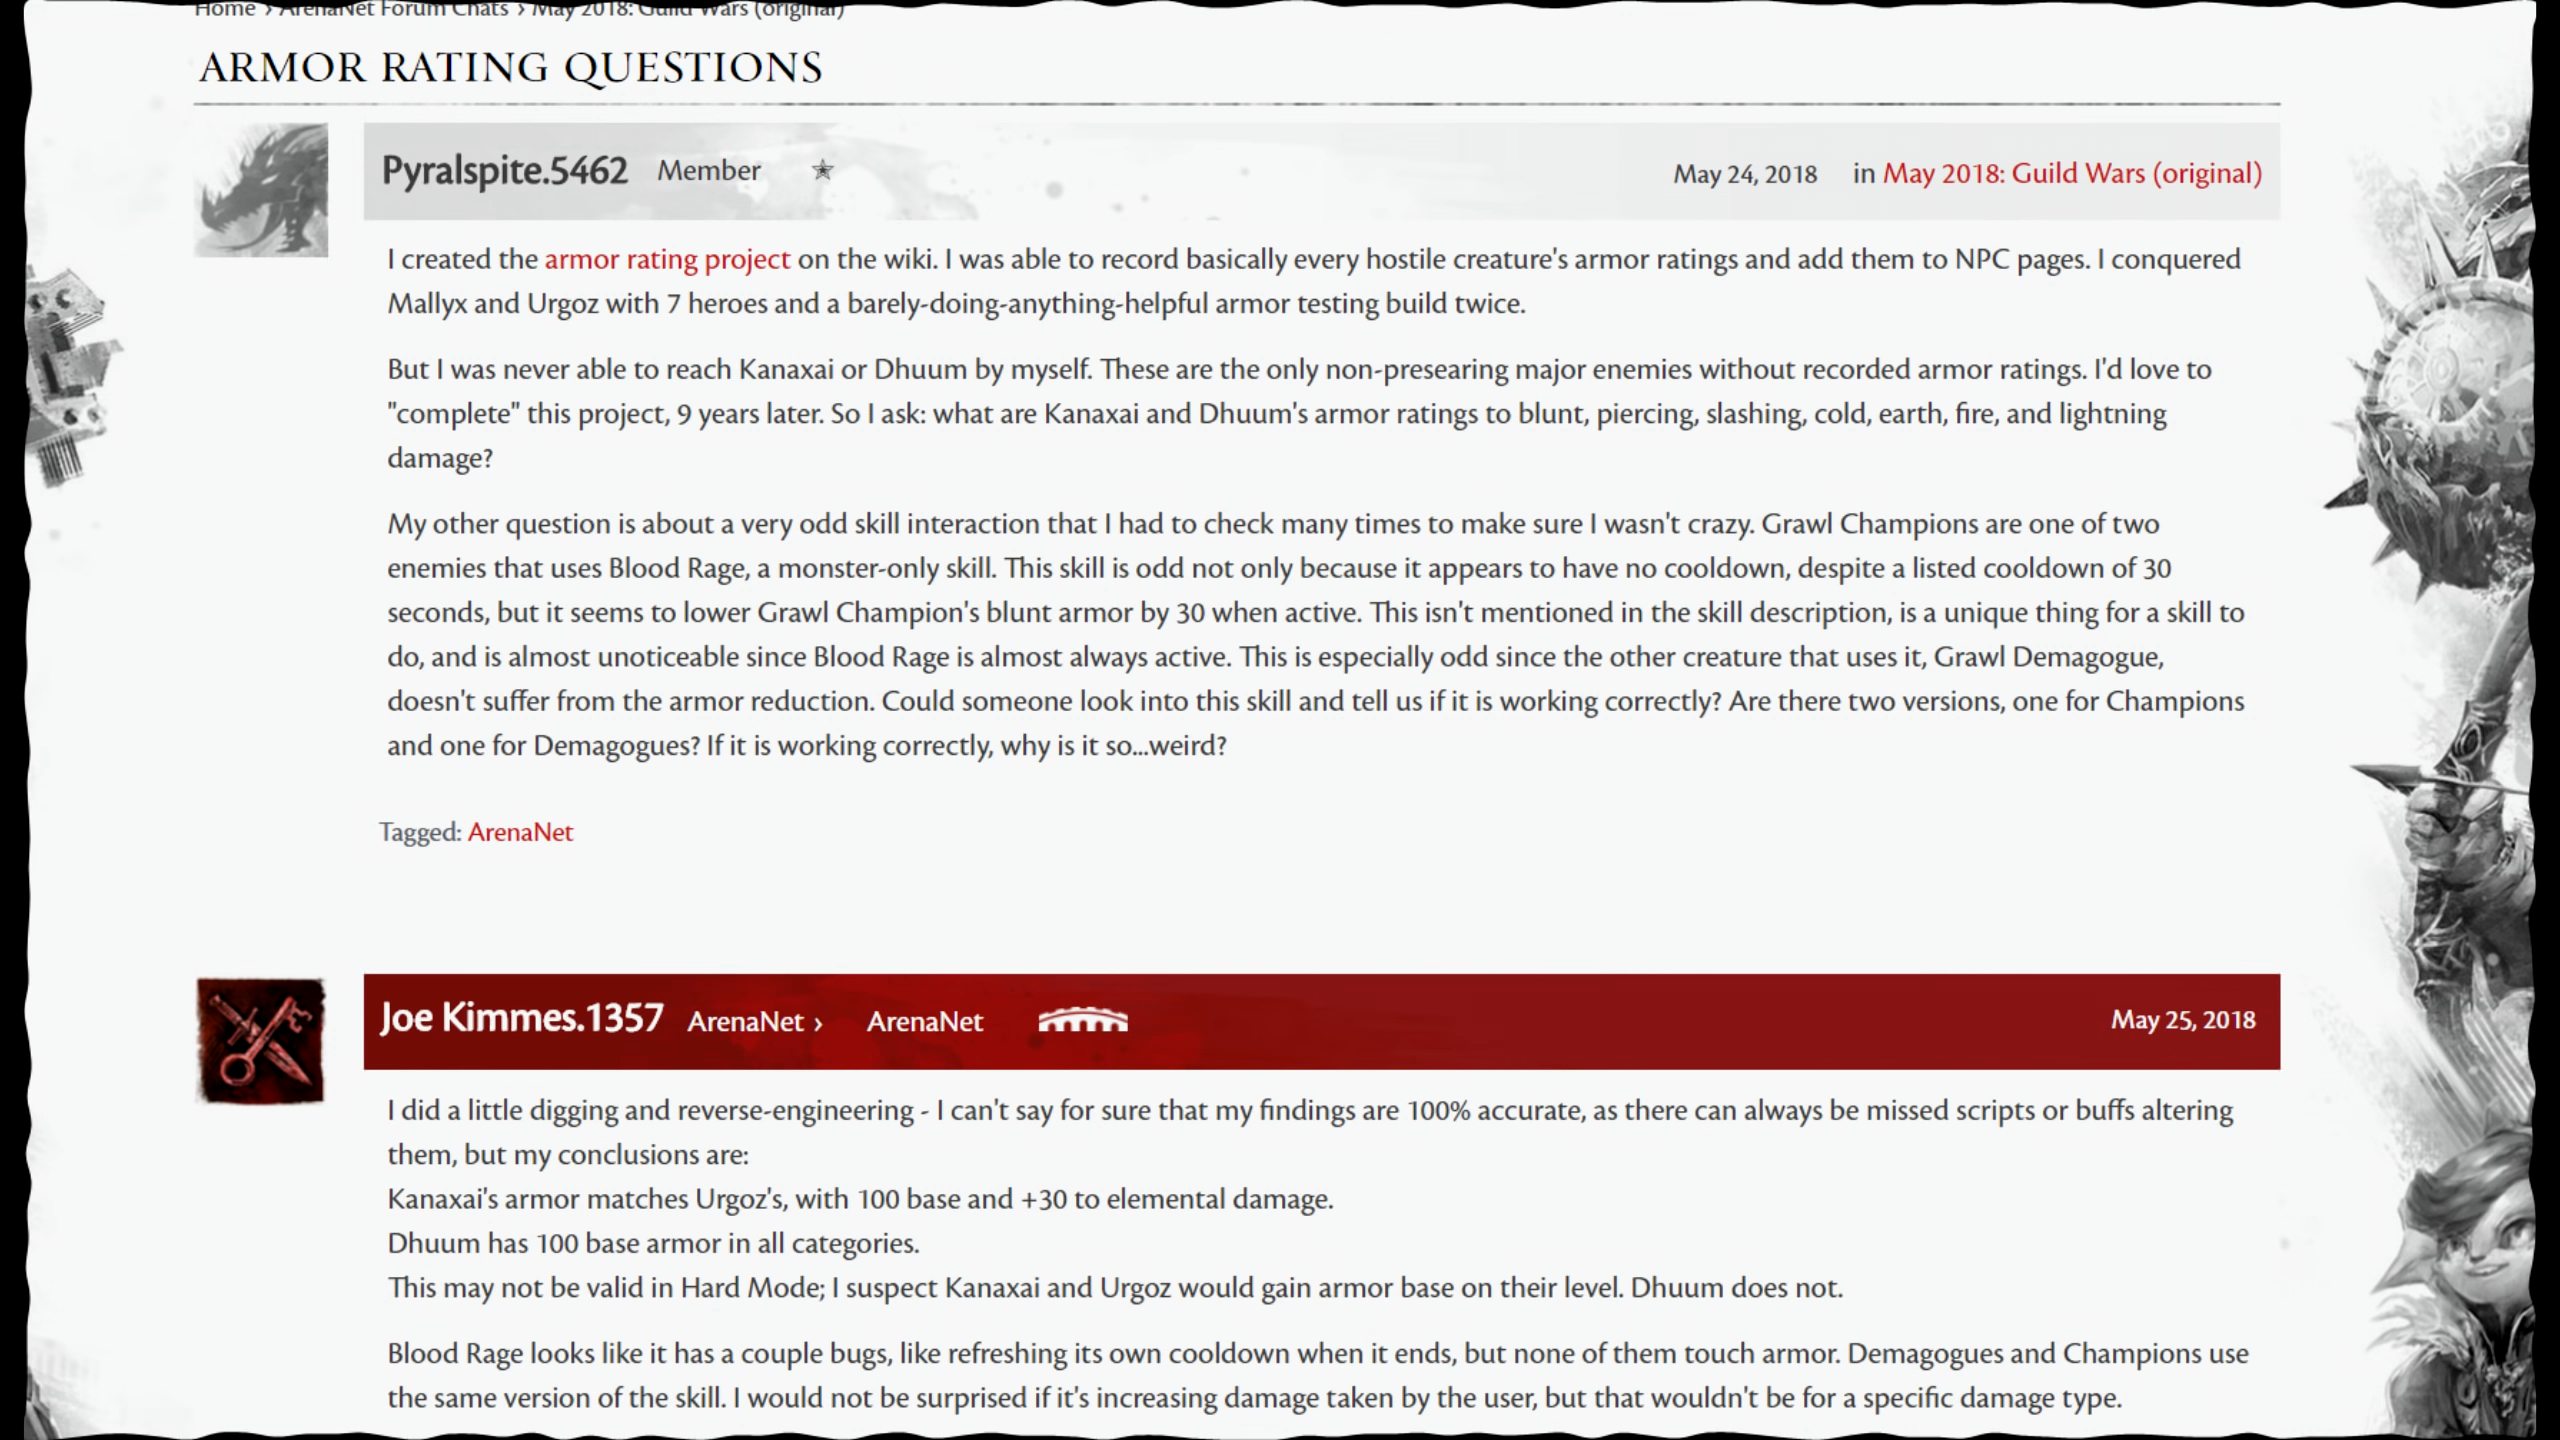 Home › ArenaNet Forum Chats › May 2018: Guild Wars (original)
ARMOR RATING QUESTIONS
Pyralspite.5462 Member May 24, 2018 in May 2018: Guild Wars (original)
I created the armor rating project on the wiki. I was able to record basically every hostile creature's armor ratings and add them to NPC pages. I conquered
Mallyx and Urgoz with 7 heroes and a barely-doing-anything-helpful armor testing build twice.
But I was never able to reach Kanaxai or Dhuum by myself. These are the only non-presearing major enemies without recorded armor ratings. I'd love to
"complete" this project, 9 years later. So I ask: what are Kanaxai and Dhuum's armor ratings to blunt, piercing, slashing, cold, earth, fire, and lightning
damage?
My other question is about a very odd skill interaction that I had to check many times to make sure I wasn't crazy. Grawl Champions are one of two
enemies that uses Blood Rage, a monster-only skill. This skill is odd not only because it appears to have no cooldown, despite a listed cooldown of 30
seconds, but it seems to lower Grawl Champion's blunt armor by 30 when active. This isn't mentioned in the skill description, is a unique thing for a skill to
do, and is almost unoticeable since Blood Rage is almost always active. This is especially odd since the other creature that uses it, Grawl Demagogue,
doesn't suffer from the armor reduction. Could someone look into this skill and tell us if it is working correctly? Are there two versions, one for Champions
and one for Demagogues? If it is working correctly, why is it so...weird?
Tagged: ArenaNet
Joe Kimmes.1357 ArenaNet › ArenaNet May 25, 2018
I did a little digging and reverse-engineering - I can't say for sure that my findings are 100% accurate, as there can always be missed scripts or buffs altering
them, but my conclusions are:
Kanaxai's armor matches Urgoz's, with 100 base and +30 to elemental damage.
Dhuum has 100 base armor in all categories.
This may not be valid in Hard Mode; I suspect Kanaxai and Urgoz would gain armor base on their level. Dhuum does not.
Blood Rage looks like it has a couple bugs, like refreshing its own cooldown when it ends, but none of them touch armor. Demagogues and Champions use
the same version of the skill. I would not be surprised if it's increasing damage taken by the user, but that wouldn't be for a specific damage type.